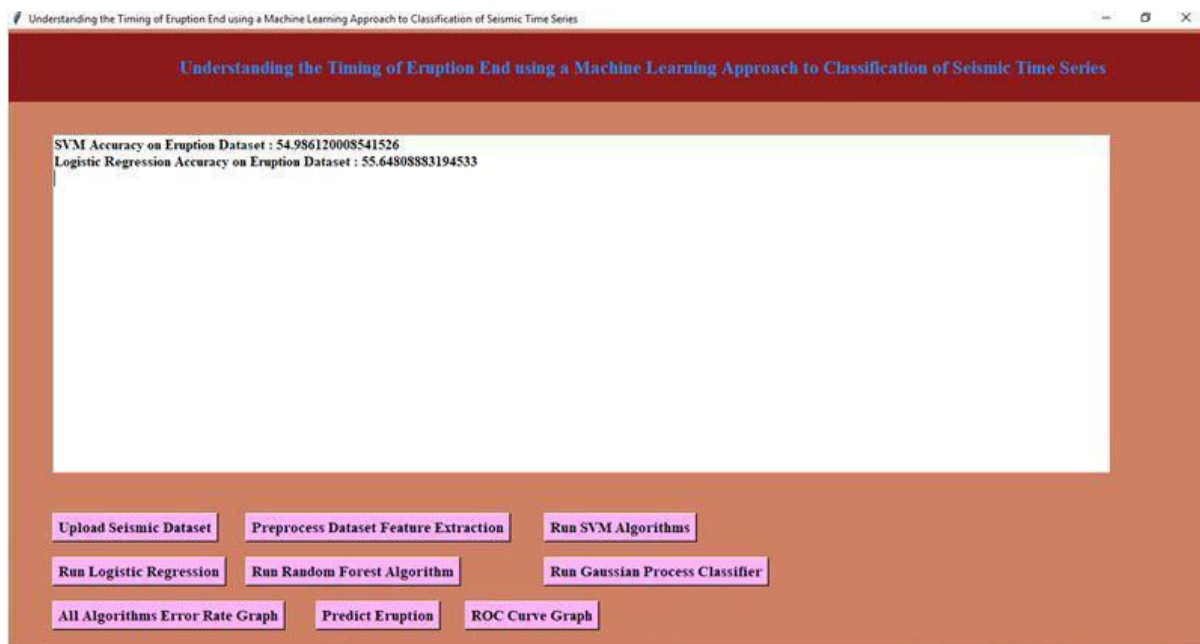 Understanding the Timing of Eruption End using a Machine Learning Approach to Classification of Seismic Time Series
Understanding the Timing of Eruption End using a Machine Learning Approach to Classification of Seismic Time Series
SVM Accuracy on Eruption Dataset : 54.986120008541526
Logistic Regression Accuracy on Eruption Dataset : 55.64808883194533
Upload Seismic Dataset Preprocess Dataset Feature Extraction Run SVM Algorithms
Run Logistic Regression Run Random Forest Algorithm Run Gaussian Process Classifier
All Algorithms Error Rate Graph Predict Eruption ROC Curve Graph